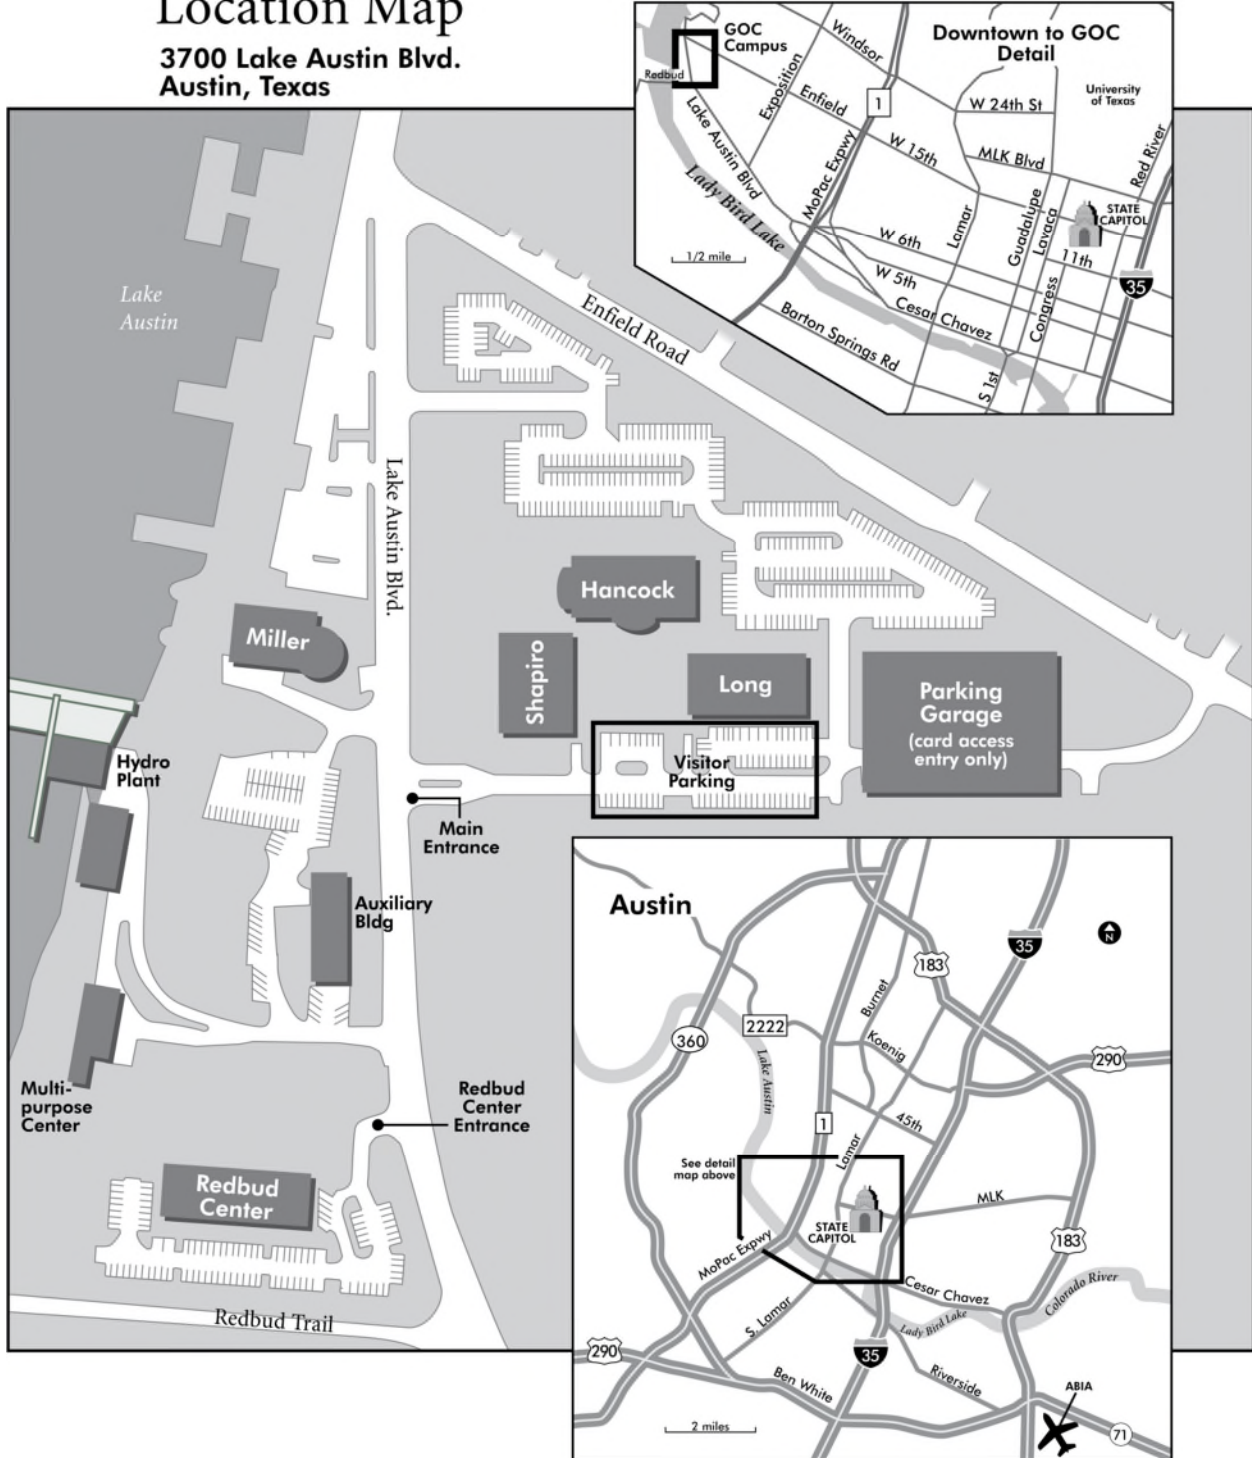 Location Map
3700 Lake Austin Blvd.
Austin, Texas
Downtown to GOC
Detail
GOC
Campus
Redbud
Windsor
Exposition
Enfield
1
W 24th St
University
of Texas
Lake Austin Blvd
MoPac Expwy
W 15th
MLK Blvd
Red River
Lady Bird Lake
Lamar
Guadalupe
Lavaca
STATE
CAPITOL
W 6th
11th
1/2 mile
W 5th
35
Cesar Chavez
Congress
Barton Springs Rd
S 1st
Lake
Austin
Enfield Road
Lake Austin Blvd.
Hancock
Miller
Shapiro
Long
Parking
Garage
(card access
entry only)
Visitor
Parking
Hydro
Plant
Main
Entrance
Auxiliary
Bldg
Multi-
purpose
Center
Redbud
Center
Entrance
Redbud
Center
Redbud Trail
Austin
N
35
183
Burnet
2222
360
Koenig
290
Lake Austin
1
45th
Lamar
See detail
map above
MLK
STATE
CAPITOL
183
MoPac Expwy
Cesar Chavez
Colorado River
S. Lamar
Lady Bird Lake
290
35
Ben White
Riverside
ABIA
2 miles
71